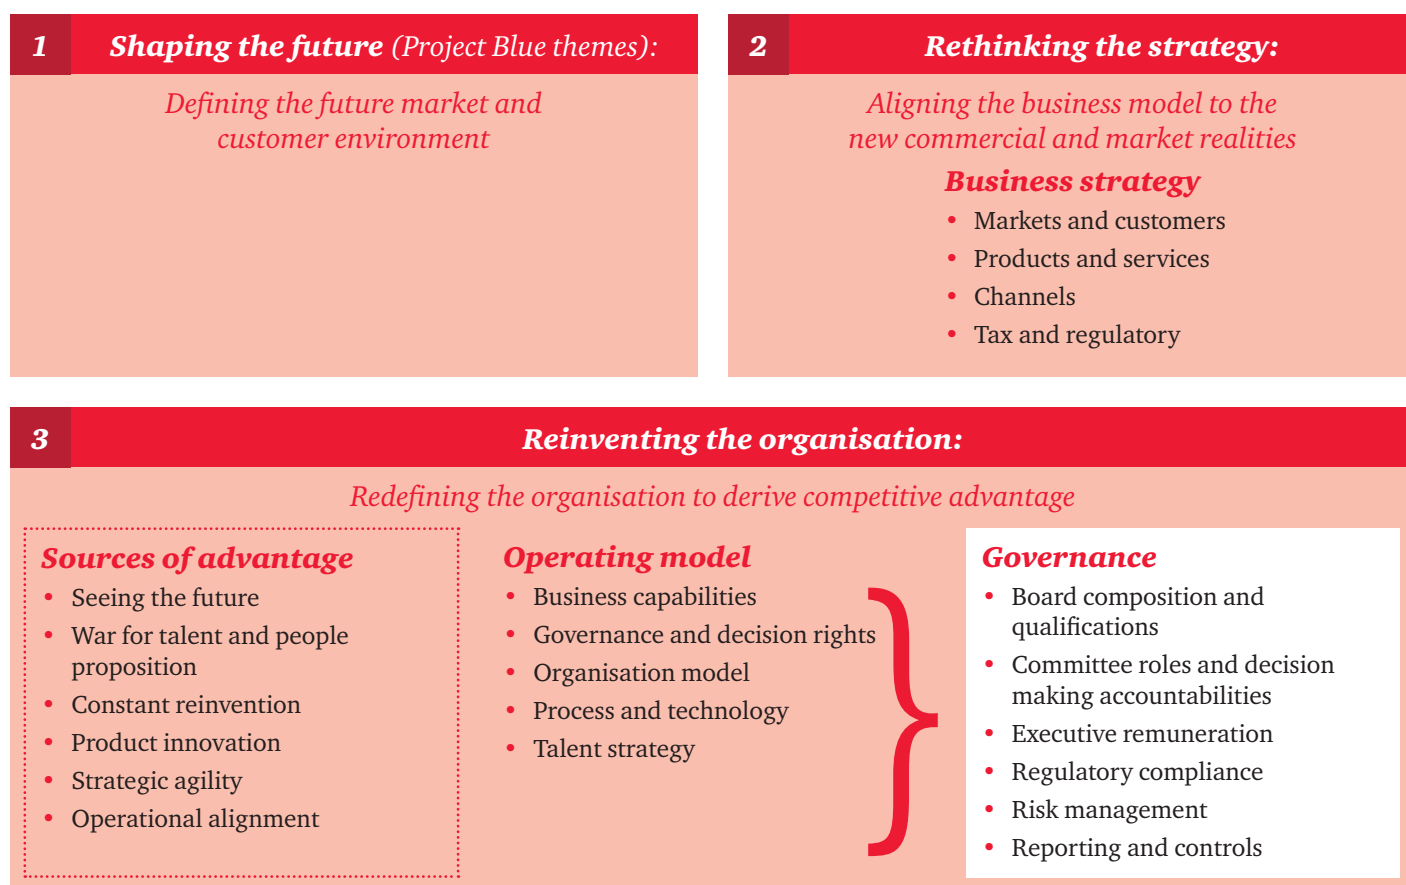 1
Shaping the future (Project Blue themes):
Defining the future market and
customer environment
2
Rethinking the strategy:
Aligning the business model to the
new commercial and market realities
Business strategy
• Markets and customers
• Products and services
• Channels
• Tax and regulatory
3
Reinventing the organisation:
Redefining the organisation to derive competitive advantage
Sources of advantage
• Seeing the future
• War for talent and people
proposition
• Constant reinvention
• Product innovation
• Strategic agility
• Operational alignment
Operating model
• Business capabilities
• Governance and decision rights
• Organisation model
• Process and technology
• Talent strategy
Governance
• Board composition and
qualifications
• Committee roles and decision
making accountabilities
• Executive remuneration
• Regulatory compliance
• Risk management
• Reporting and controls